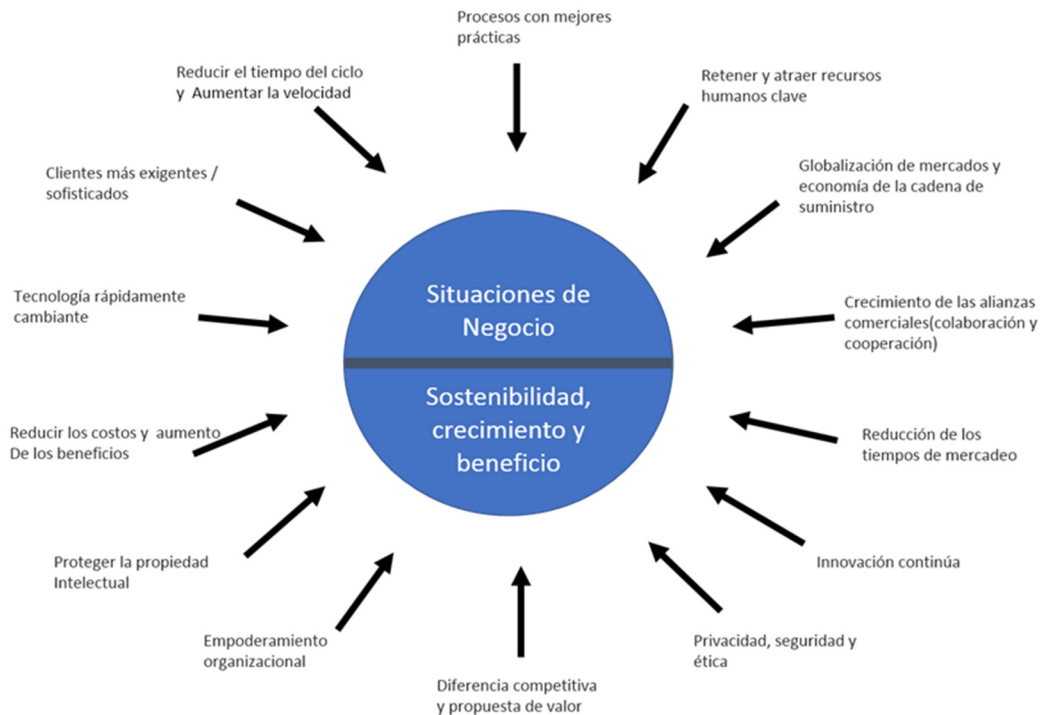 Procesos con mejores
prácticas
Reducir el tiempo del ciclo
y Aumentar la velocidad
Retener y atraer recursos
humanos clave
Clientes más exigentes /
sofisticados
Globalización de mercados y
economía de la cadena de
suministro
Tecnología rápidamente
cambiante
Situaciones de
Negocio
Crecimiento de las alianzas
comerciales(colaboración y
cooperación)
Sostenibilidad,
crecimiento y
beneficio
Reducir los costos y aumento
De los beneficios
Reducción de los
tiempos de mercadeo
Proteger la propiedad
Intelectual
Innovación continúa
Empoderamiento
organizacional
Privacidad, seguridad y
ética
Diferencia competitiva
y propuesta de valor